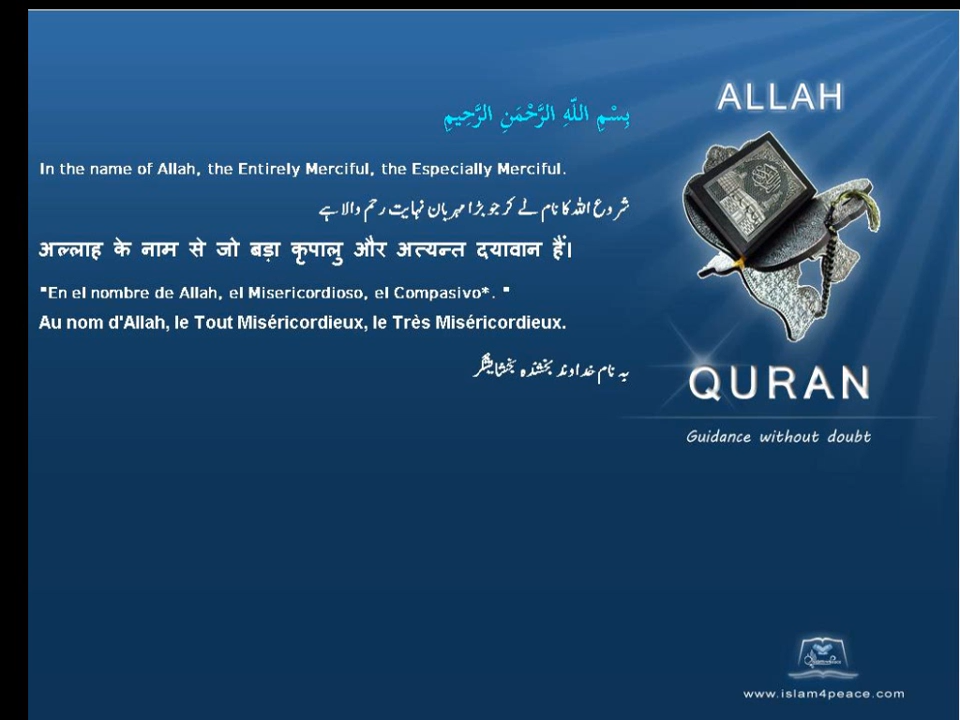 بِسْمِ اللَّهِ الرَّحْمَنِ الرَّحِيمِ
In the name of Allah, the Entirely Merciful, the Especially Merciful.
شروع الله کا نام لے کر جو بڑا مہربان نہایت رحم والا ہے
अल्लाह के नाम से जो बड़ा कृपालु और अत्यन्त दयावान हैं।
"En el nombre de Allah, el Misericordioso, el Compasivo*. "
Au nom d'Allah, le Tout Miséricordieux, le Très Miséricordieux.
به نام خداوند بخشنده بخشایشگر
ALLAH
QURAN
Guidance without doubt
www.islam4peace.com